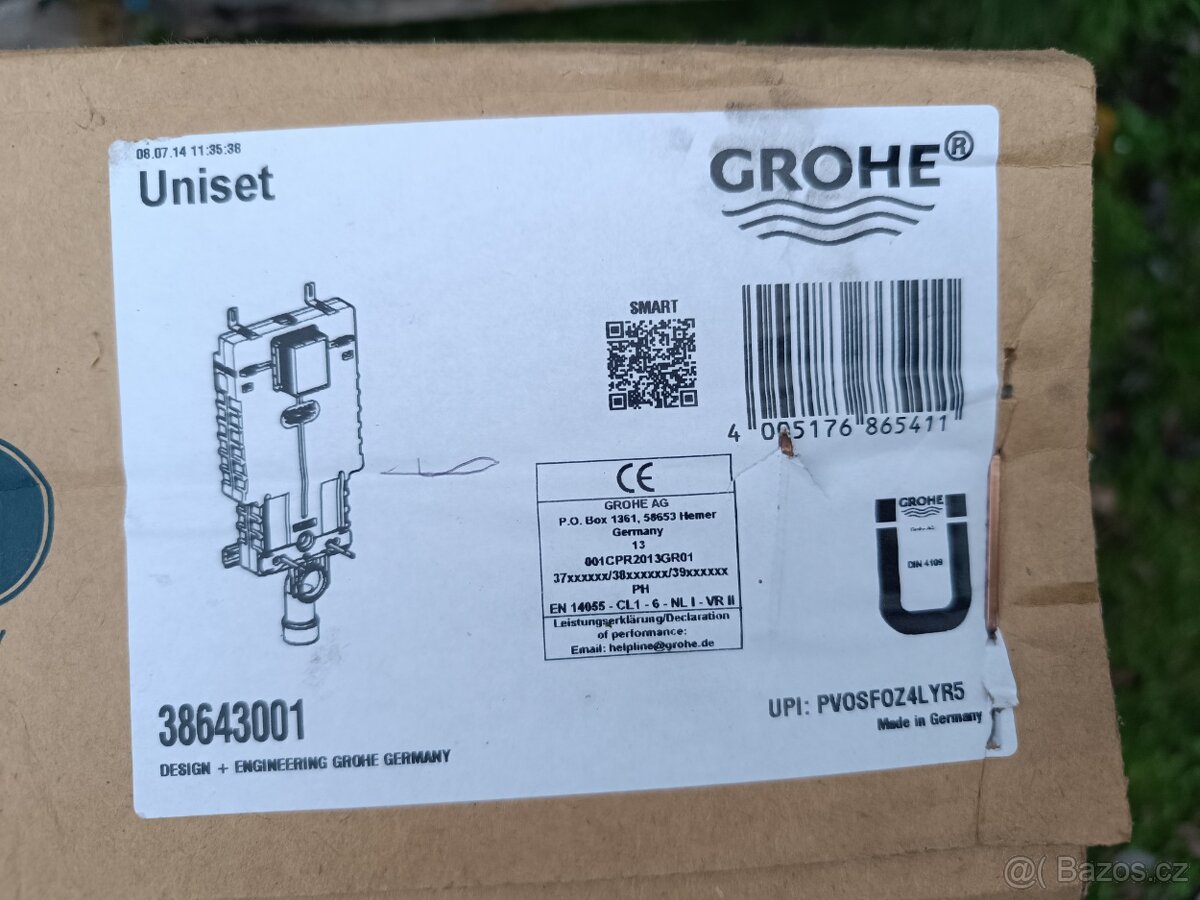 08.07.14 11:35:38
Uniset
GROHE®
SMART
4 005176 865411
CE
GROHE AG
P.O. Box 1361, 58653 Hemer
Germany
13
001CPR2013GR01
37xxxxxx/38xxxxxx/39xxxxxx
PH
EN 14055 - CL1 - 6 - NL I - VR II
Leistungserklärung/Declaration
of performance:
Email: helpline@grohe.de
GROHE
DIN 4109
38643001
DESIGN + ENGINEERING GROHE GERMANY
UPI: PVOSFOZ4LYR5
Made in Germany
@( Bazos.cz